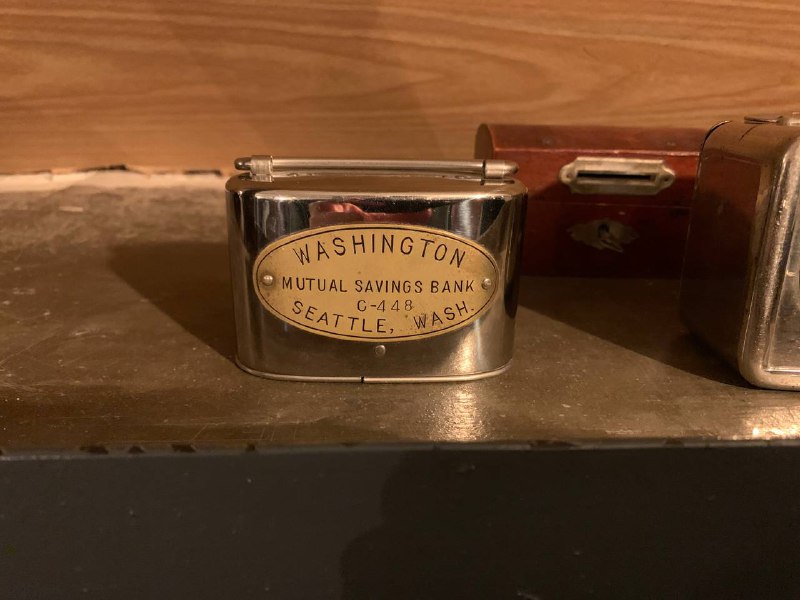 WASHINGTON
MUTUAL SAVINGS BANK
C-448
SEATTLE, WASH.